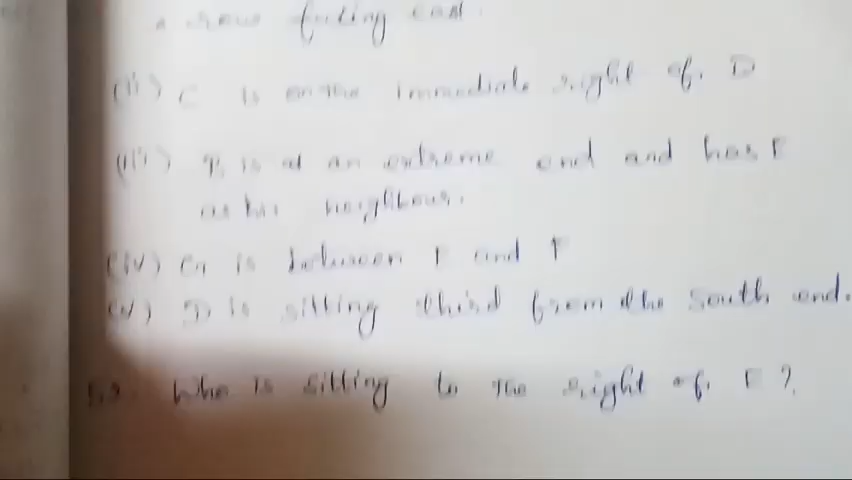 a row facing east.
(ii) C is on the immediate right of D
(iii) B is at an extreme end and has E
as his neighbour.
(iv) G is between E and F
(v) D is sitting third from the south end.
Who is sitting to the right of E?